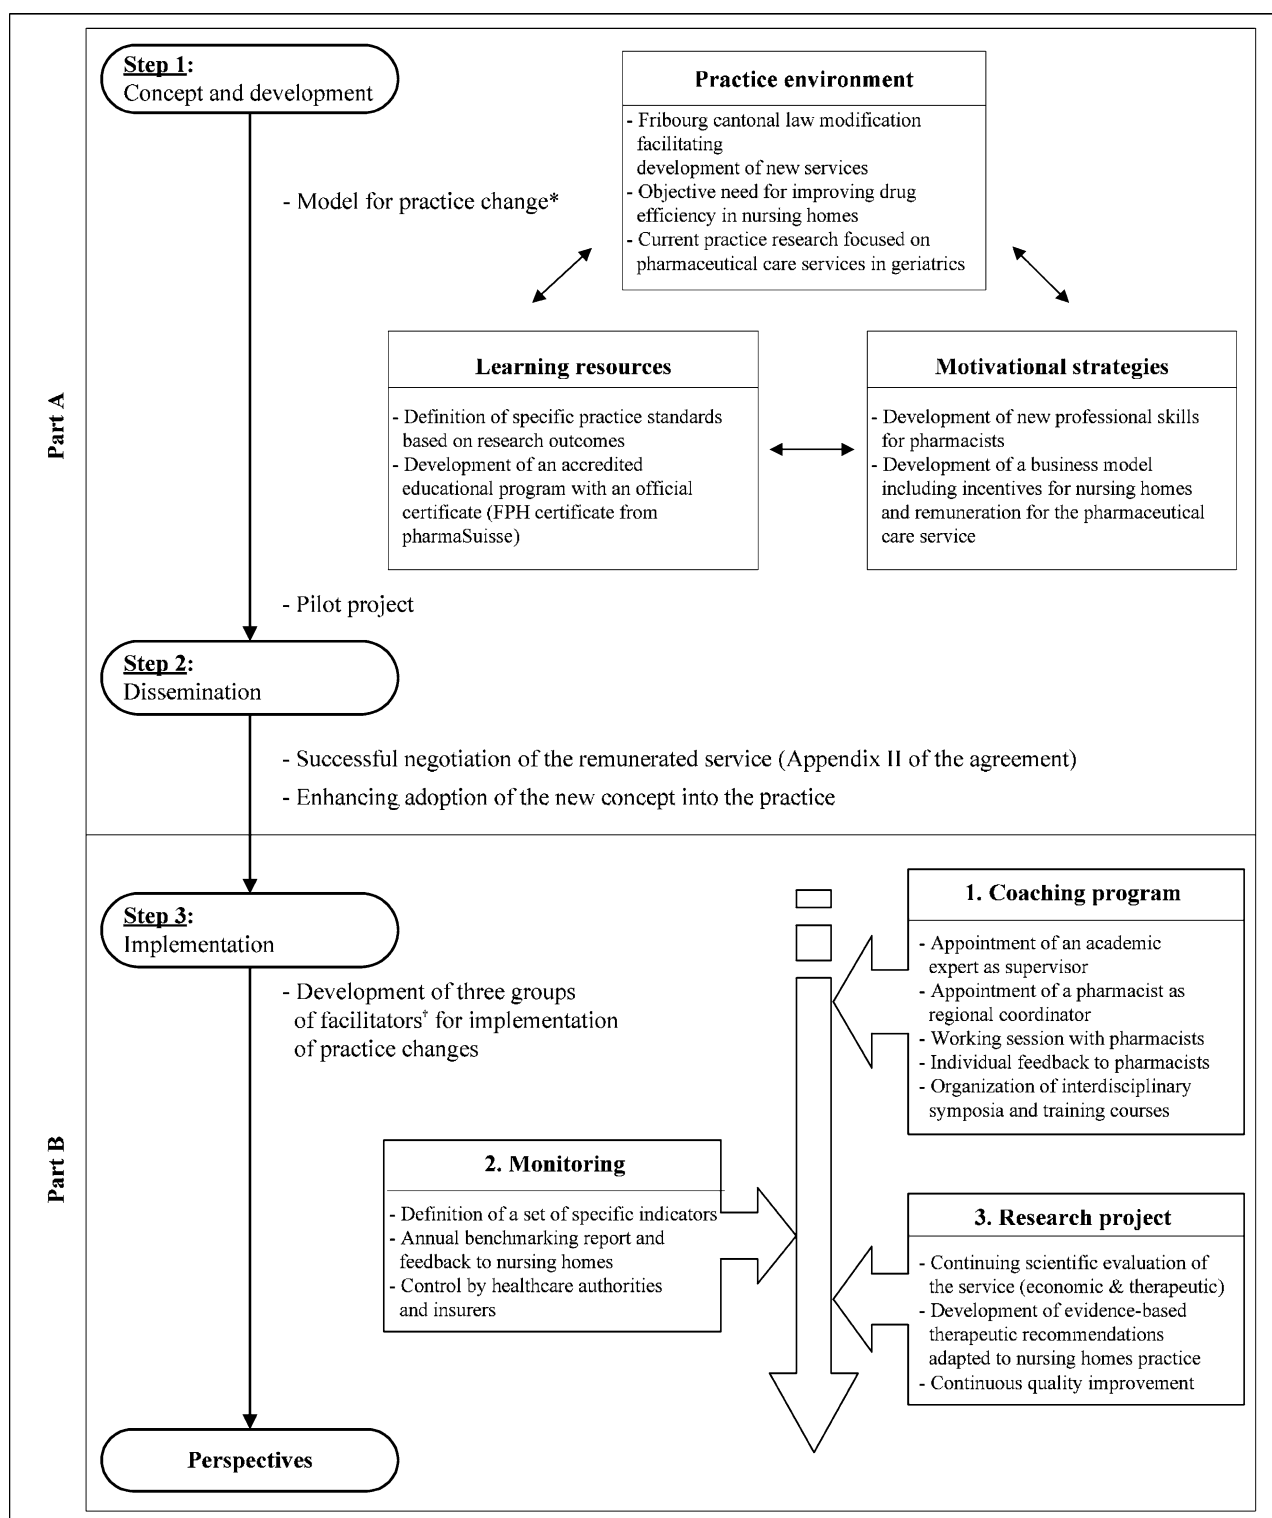 Part A
Step 1:
Concept and development
- Model for practice change*
Practice environment
- Fribourg cantonal law modification
facilitating
development of new services
- Objective need for improving drug
efficiency in nursing homes
- Current practice research focused on
pharmaceutical care services in geriatrics
Learning resources
- Definition of specific practice standards
based on research outcomes
- Development of an accredited
educational program with an official
certificate (FPH certificate from
pharmaSuisse)
Motivational strategies
- Development of new professional skills
for pharmacists
- Development of a business model
including incentives for nursing homes
and remuneration for the pharmaceutical
care service
- Pilot project
Step 2:
Dissemination
- Successful negotiation of the remunerated service (Appendix II of the agreement)
- Enhancing adoption of the new concept into the practice
Part B
Step 3:
Implementation
- Development of three groups
of facilitators† for implementation
of practice changes
1. Coaching program
- Appointment of an academic
expert as supervisor
- Appointment of a pharmacist as
regional coordinator
- Working session with pharmacists
- Individual feedback to pharmacists
- Organization of interdisciplinary
symposia and training courses
2. Monitoring
- Definition of a set of specific indicators
- Annual benchmarking report and
feedback to nursing homes
- Control by healthcare authorities
and insurers
3. Research project
- Continuing scientific evaluation of
the service (economic & therapeutic)
- Development of evidence-based
therapeutic recommendations
adapted to nursing homes practice
- Continuous quality improvement
Perspectives